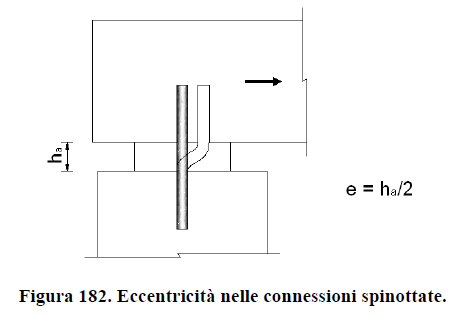 ha
e = ha/2
Figura 182. Eccentricità nelle connessioni spinottate.